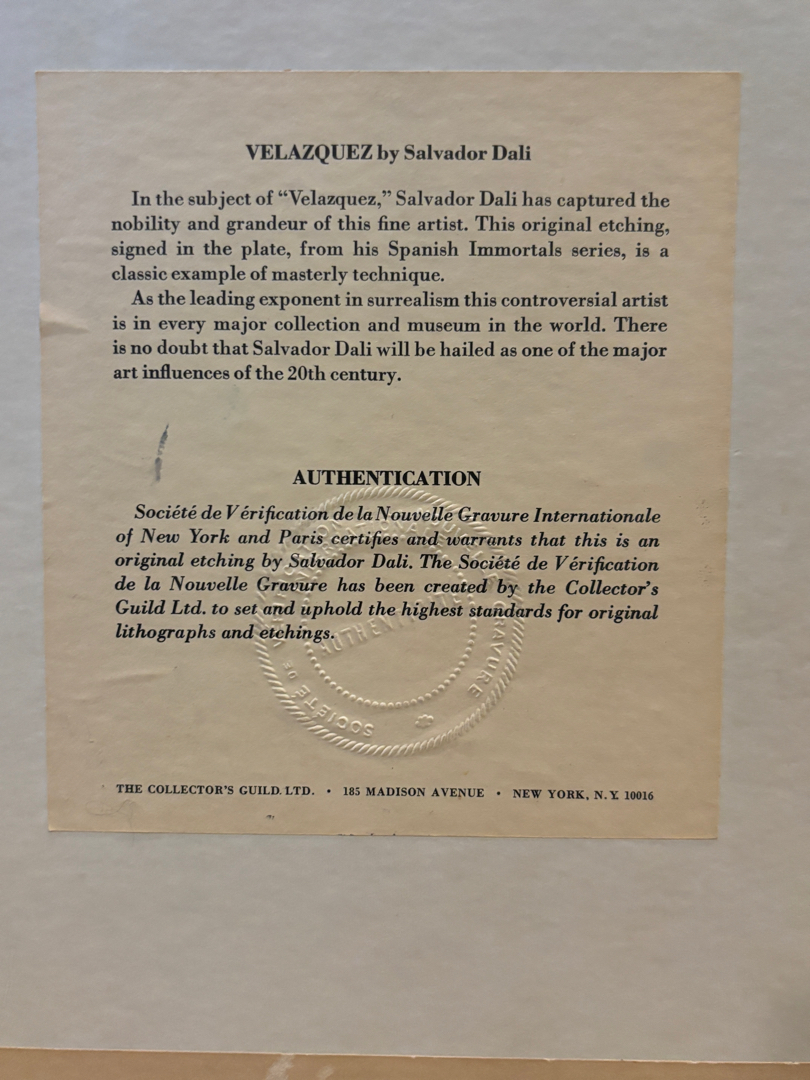 VELAZQUEZ by Salvador Dali
In the subject of “Velazquez,” Salvador Dali has captured the
nobility and grandeur of this fine artist. This original etching,
signed in the plate, from his Spanish Immortals series, is a
classic example of masterly technique.
As the leading exponent in surrealism this controversial artist
is in every major collection and museum in the world. There
is no doubt that Salvador Dali will be hailed as one of the major
art influences of the 20th century.
AUTHENTICATION
Société de Vérification de la Nouvelle Gravure Internationale
of New York and Paris certifies and warrants that this is an
original etching by Salvador Dali. The Société de Vérification
de la Nouvelle Gravure has been created by the Collector’s
Guild Ltd. to set and uphold the highest standards for original
lithographs and etchings.
SOCIÉTÉ DE
GRAVURE
THE COLLECTOR’S GUILD. LTD. • 185 MADISON AVENUE • NEW YORK, N.Y. 10016